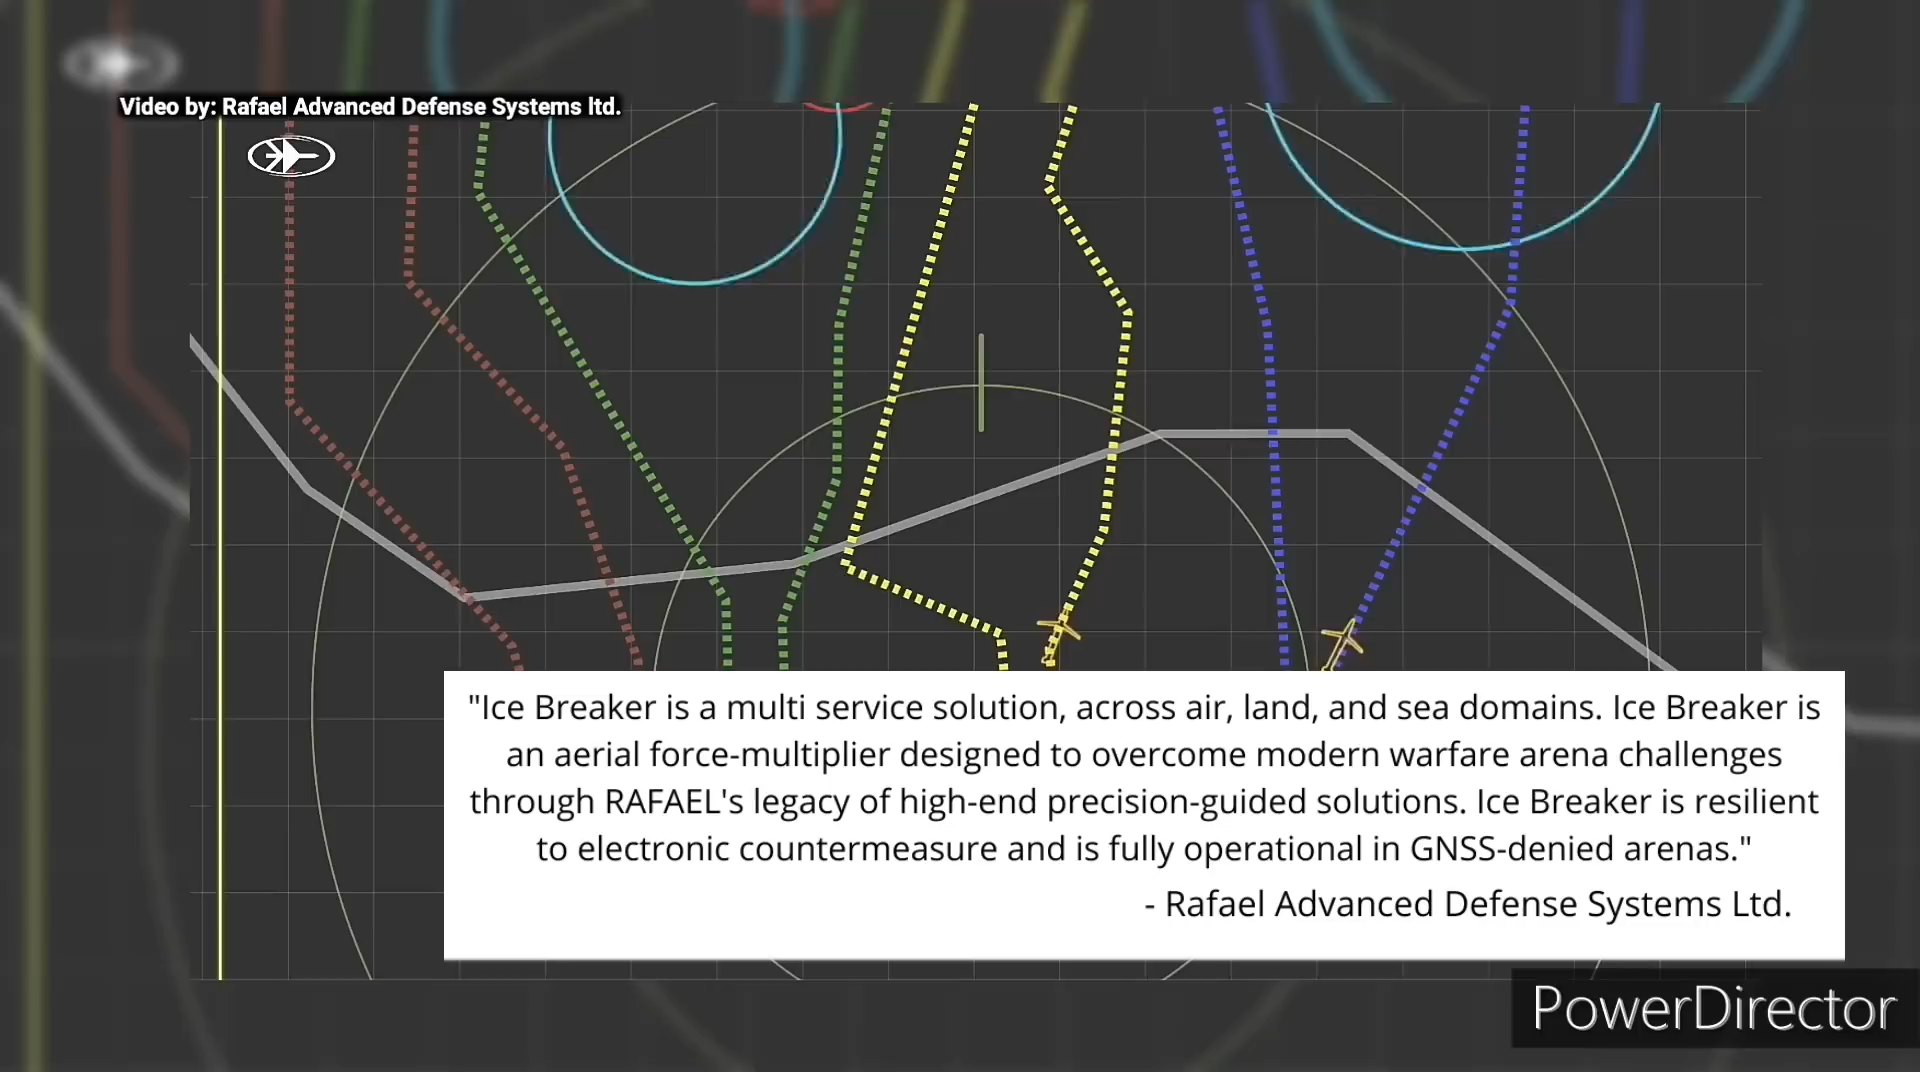 Video by: Rafael Advanced Defense Systems ltd.
"Ice Breaker is a multi service solution, across air, land, and sea domains. Ice Breaker is
an aerial force-multiplier designed to overcome modern warfare arena challenges
through RAFAEL's legacy of high-end precision-guided solutions. Ice Breaker is resilient
to electronic countermeasure and is fully operational in GNSS-denied arenas."
- Rafael Advanced Defense Systems Ltd.
PowerDirector